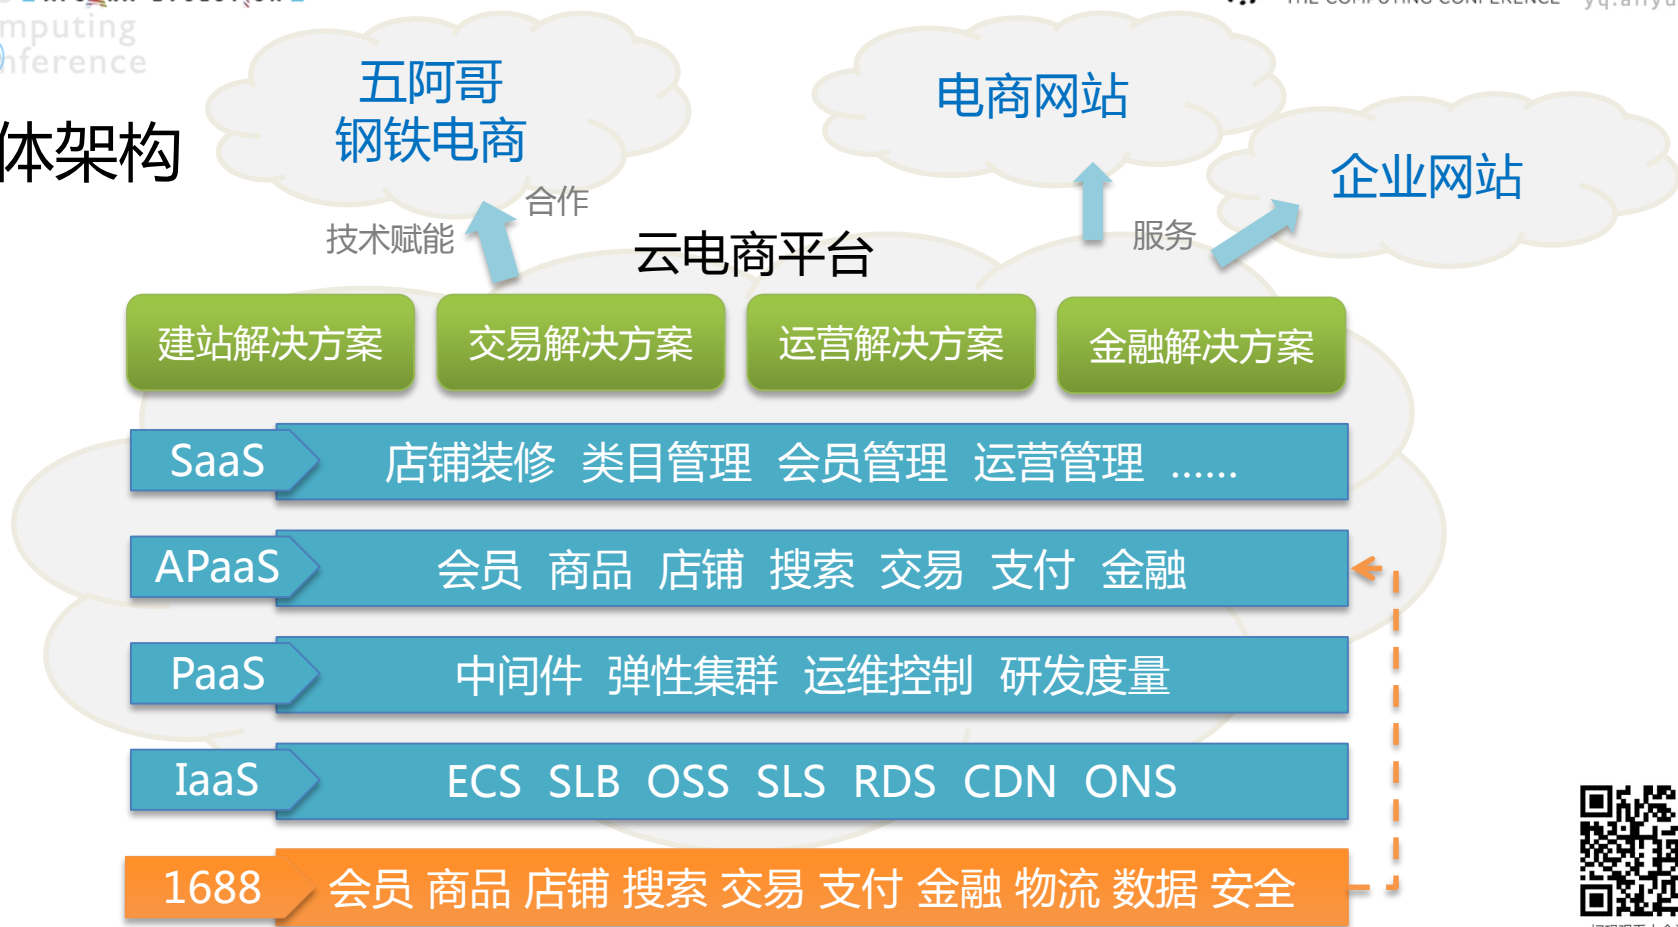 mputing
nference
THE COMPUTING CONFERENCE
体架构
五阿哥
钢铁电商
电商网站
企业网站
技术赋能
合作
服务
云电商平台
建站解决方案
交易解决方案
运营解决方案
金融解决方案
SaaS
店铺装修 类目管理 会员管理 运营管理 ......
APaaS
会员 商品 店铺 搜索 交易 支付 金融
PaaS
中间件 弹性集群 运维控制 研发度量
IaaS
ECS SLB OSS SLS RDS CDN ONS
1688
会员 商品 店铺 搜索 交易 支付 金融 物流 数据 安全